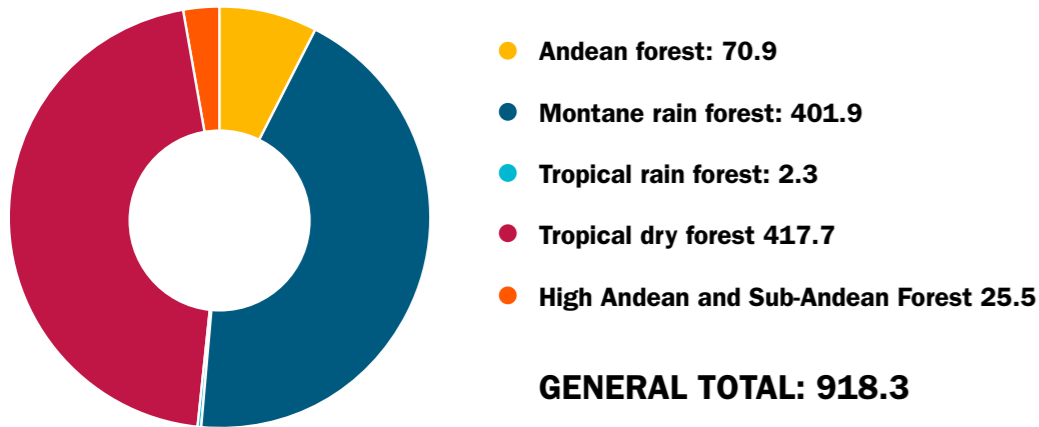 Andean forest: 70.9
Montane rain forest: 401.9
Tropical rain forest: 2.3
Tropical dry forest 417.7
High Andean and Sub-Andean Forest 25.5
GENERAL TOTAL: 918.3